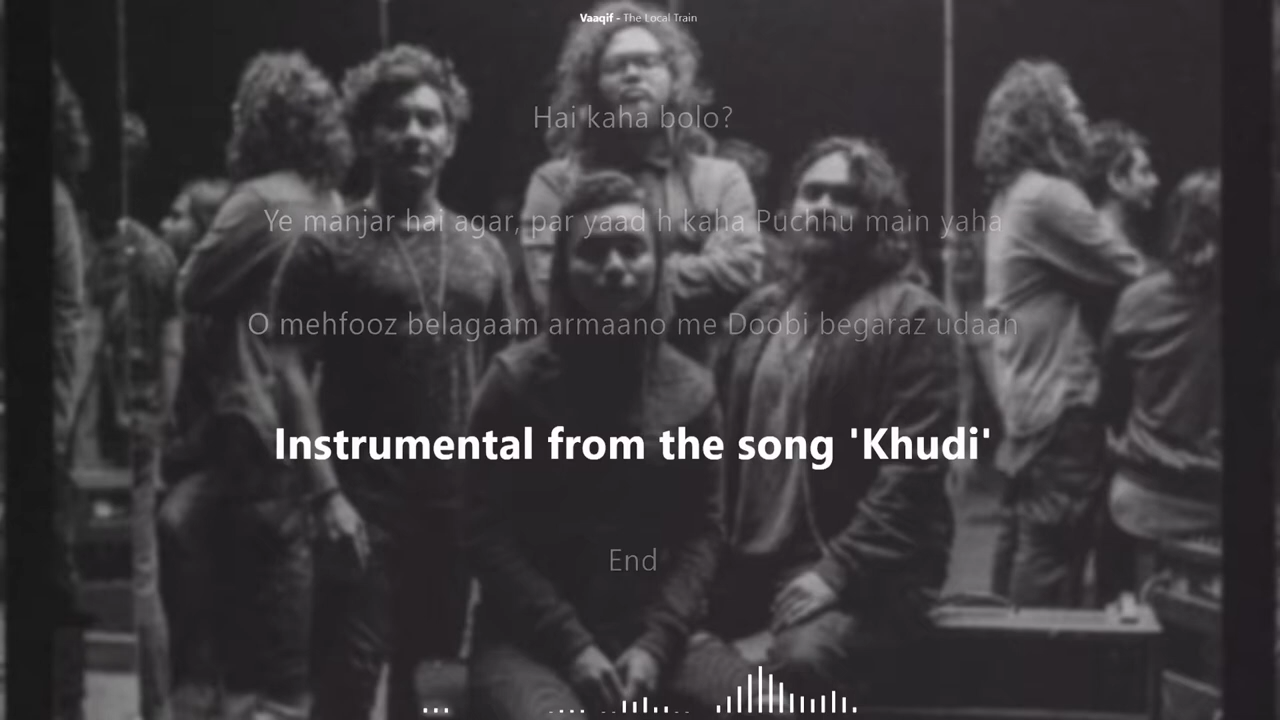 Vaaqif - The Local Train
Hai kaha bolo?
Ye manjar hai agar, par yaad h kaha Puchhu main yaha
O mehfooz belagaam armaano me Doobi begaraz udaan
Instrumental from the song 'Khudi'
End